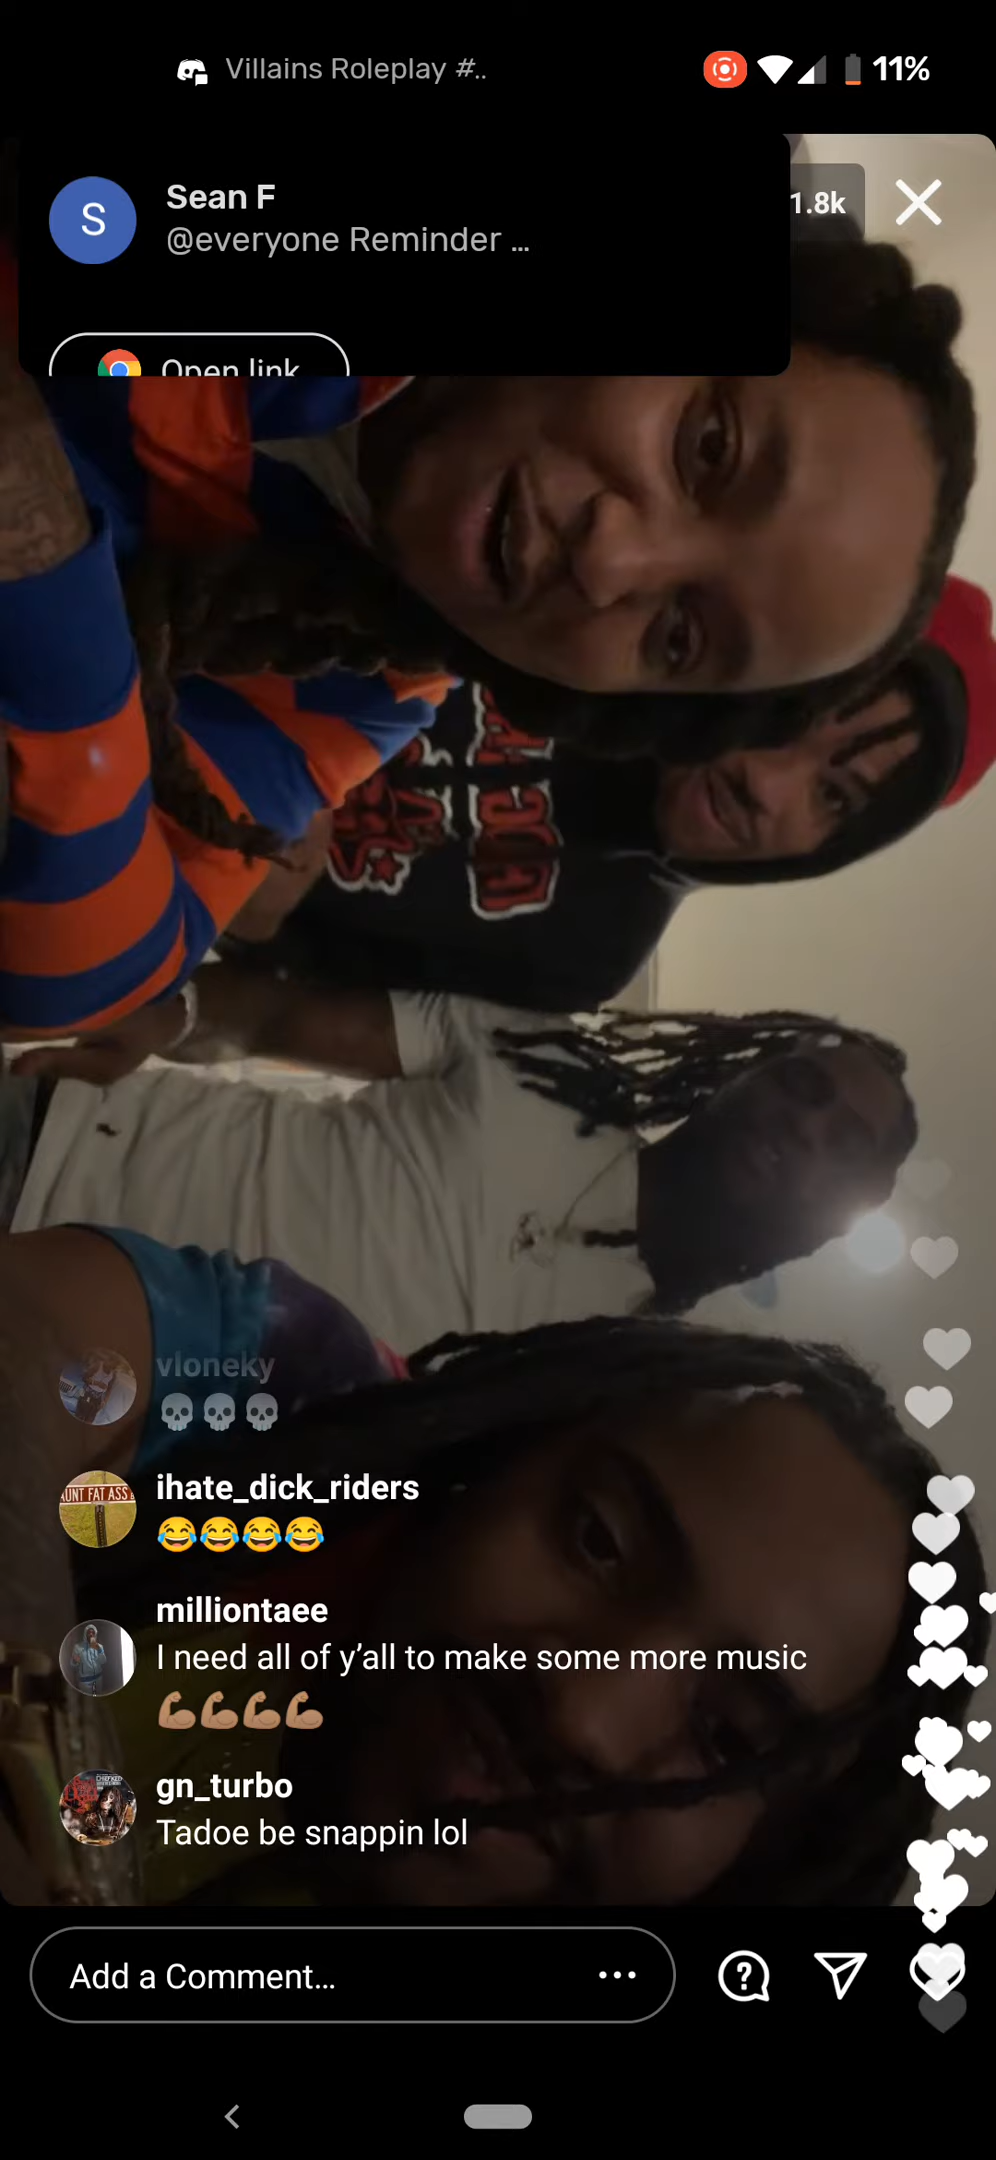 Villains Roleplay #..
11%
Sean F
@everyone Reminder ...
1.8k
S
Open link
vloneky
💀💀💀
ihate_dick_riders
😂😂😂😂
milliontaee
I need all of y’all to make some more music
💪🏽💪🏽💪🏽💪🏽
gn_turbo
Tadoe be snappin lol
Add a Comment...